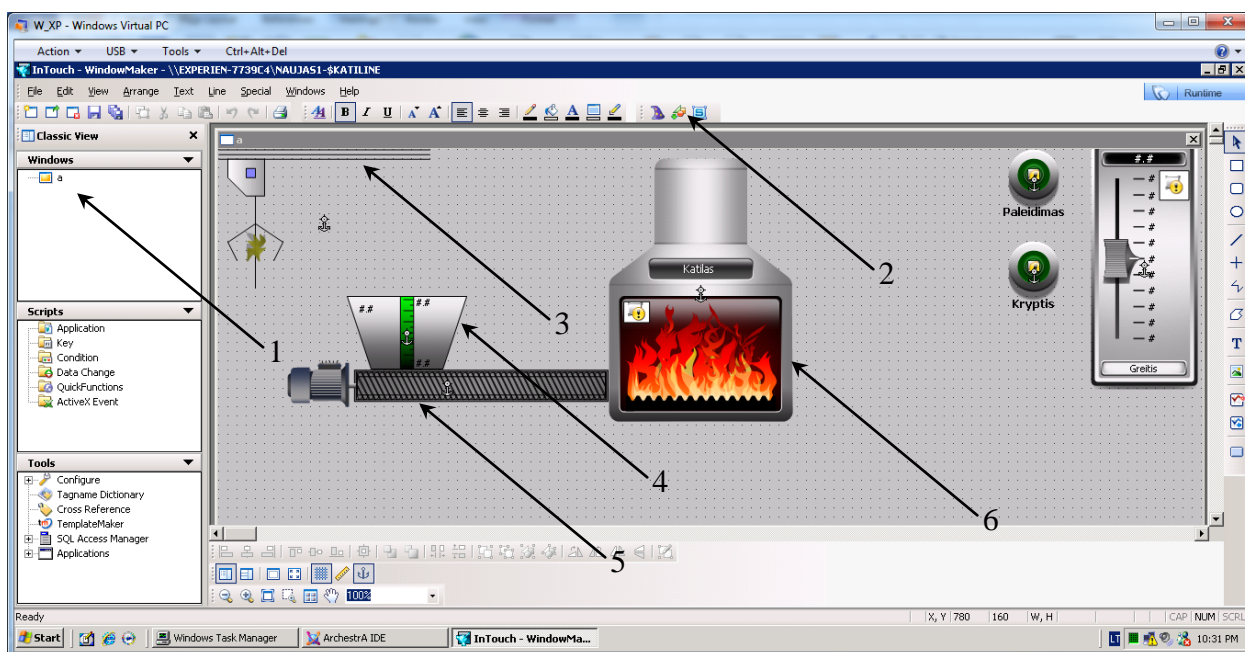 W_XP - Windows Virtual PC
Action USB Tools Ctrl+Alt+Del
InTouch - WindowMaker - \\EXPERIEN-7739C4\NAUJAS1-$KATILINE
File Edit View Arrange Text Line Special Windows Help
Runtime
B I U A A A
Classic View
Windows
a
Scripts
Application
Key
Condition
Data Change
QuickFunctions
ActiveX Event
Tools
Configure
Tagname Dictionary
Cross Reference
TemplateMaker
SQL Access Manager
Applications
a
#.#
#
#
#
#
#
#
#
#
#
#
Paleidimas
Kryptis
Greitis
Katilas
#.# #.#
#.#
1
2
3
4
5
6
T
100%
Ready
X, Y 780 160 W, H CAP NUM SCRL
Start Windows Task Manager ArchestrA IDE InTouch - WindowMa... LT 10:31 PM